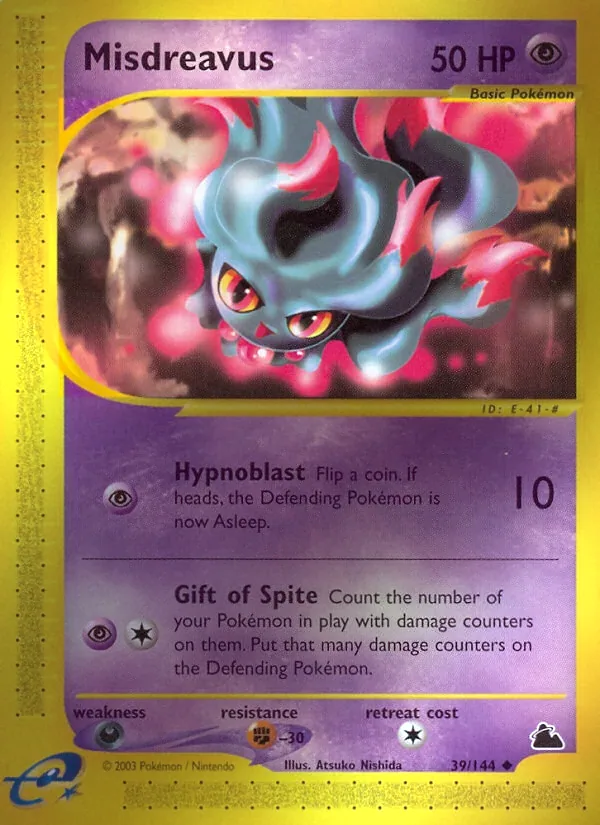 Misdreavus 50 HP
Basic Pokémon
ID: E-41-#
Hypnoblast Flip a coin. If
heads, the Defending Pokémon is
now Asleep.
10
Gift of Spite Count the number of
your Pokémon in play with damage counters
on them. Put that many damage counters on
the Defending Pokémon.
weakness resistance retreat cost
-30
© 2003 Pokémon / Nintendo Illus. Atsuko Nishida 39/144
e